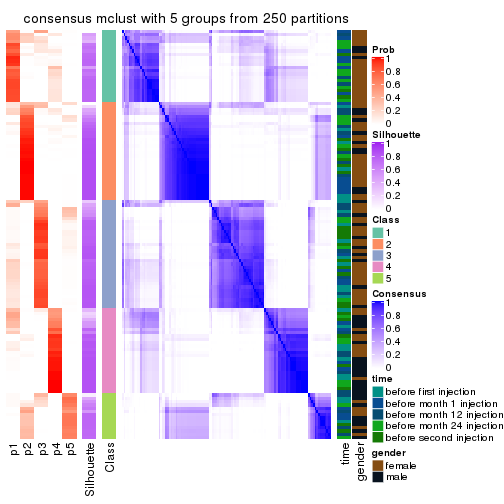 consensus mclust with 5 groups from 250 partitions
p1
p2
p3
p4
p5
Silhouette
Class
time
gender
Prob
1
0.8
0.6
0.4
0.2
0
Silhouette
1
0.8
0.6
0.4
0.2
0
Class
1
2
3
4
5
Consensus
1
0.8
0.6
0.4
0.2
0
time
before first injection
before month 1 injection
before month 12 injection
before month 24 injection
before second injection
gender
female
male